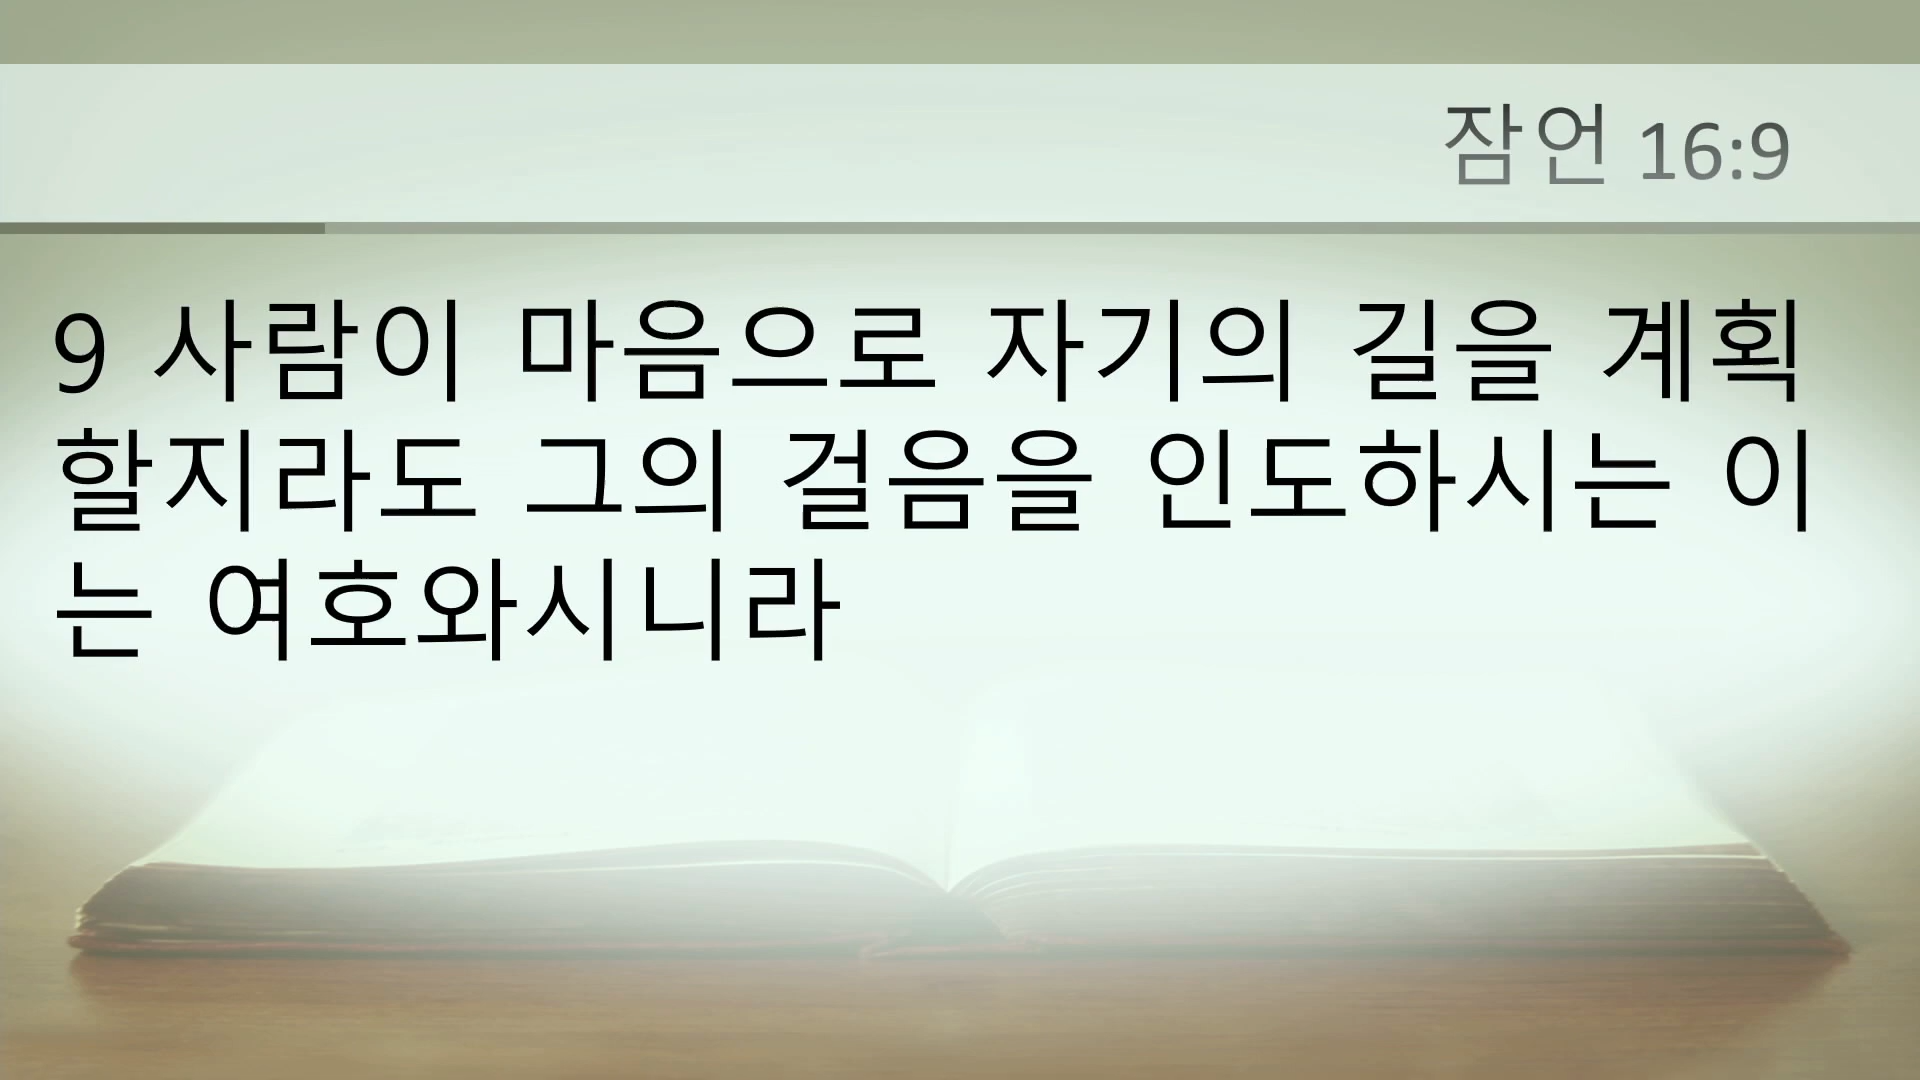 잠언 16:9
9 사람이 마음으로 자기의 길을 계획
할지라도 그의 걸음을 인도하시는 이
는 여호와시니라